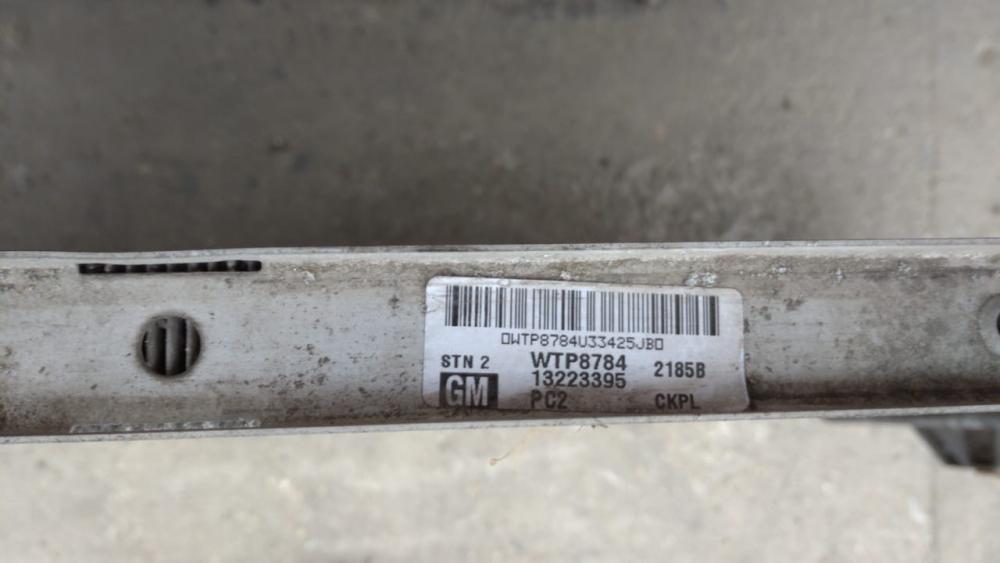 0WTP8784U33425JB0
STN 2 WTP8784 2185B
GM 13223395
PC2 CKPL